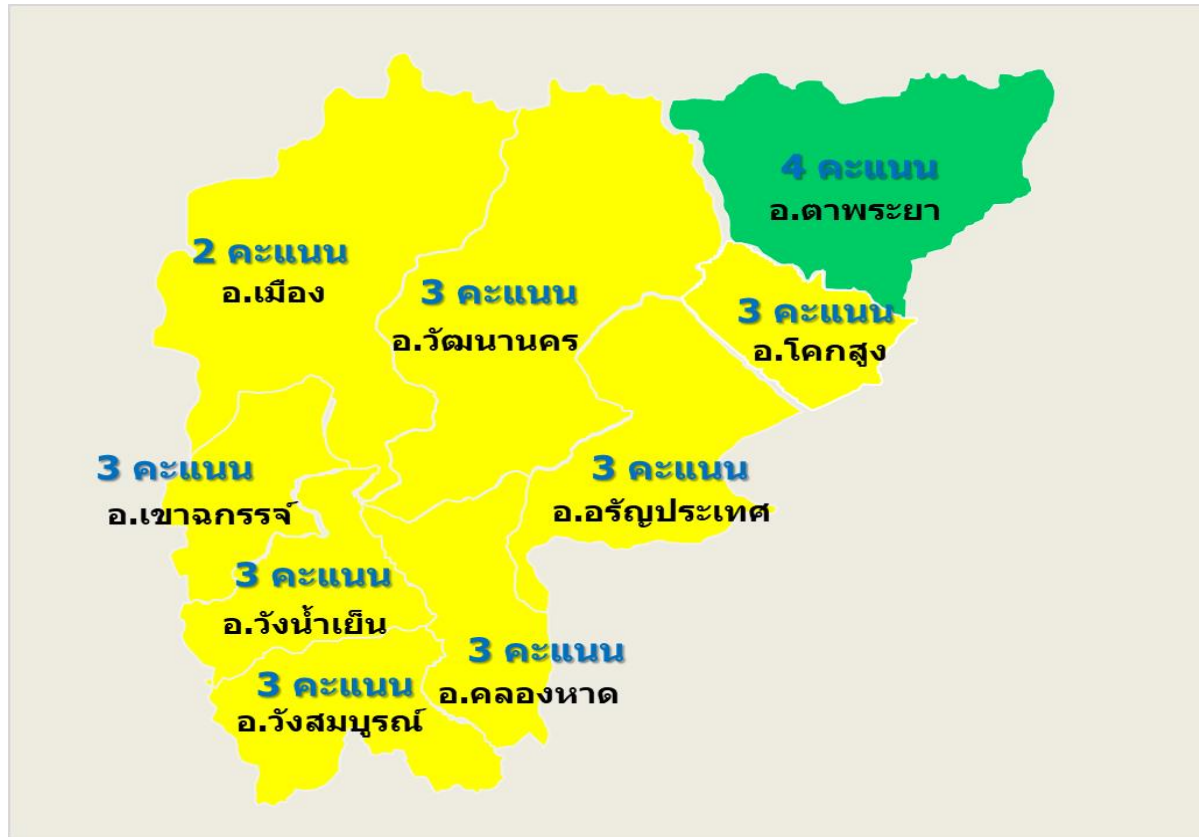 4 คะแนน
อ.ตาพระยา
2 คะแนน
อ.เมือง
3 คะแนน
อ.วัฒนานคร
3 คะแนน
อ.โคกสูง
3 คะแนน
อ.เขาฉกรรจ์
3 คะแนน
อ.อรัญประเทศ
3 คะแนน
อ.วังน้ำเย็น
3 คะแนน
อ.คลองหาด
3 คะแนน
อ.วังสมบูรณ์